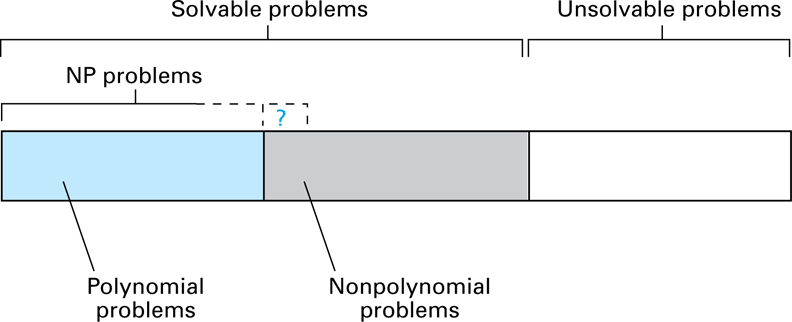 Solvable problems
Unsolvable problems
NP problems
?
Polynomial
problems
Nonpolynomial
problems